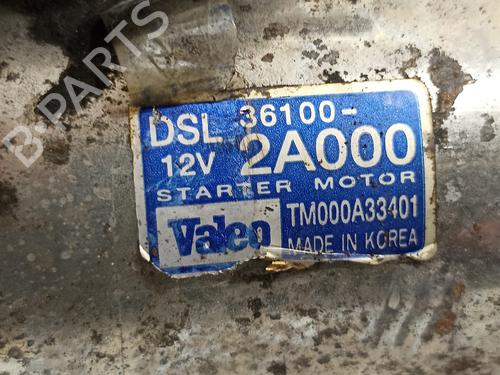 B-PARTS
DSL 36100-
12V 2A000
STARTER MOTOR
Valeo TM000A33401
MADE IN KOREA